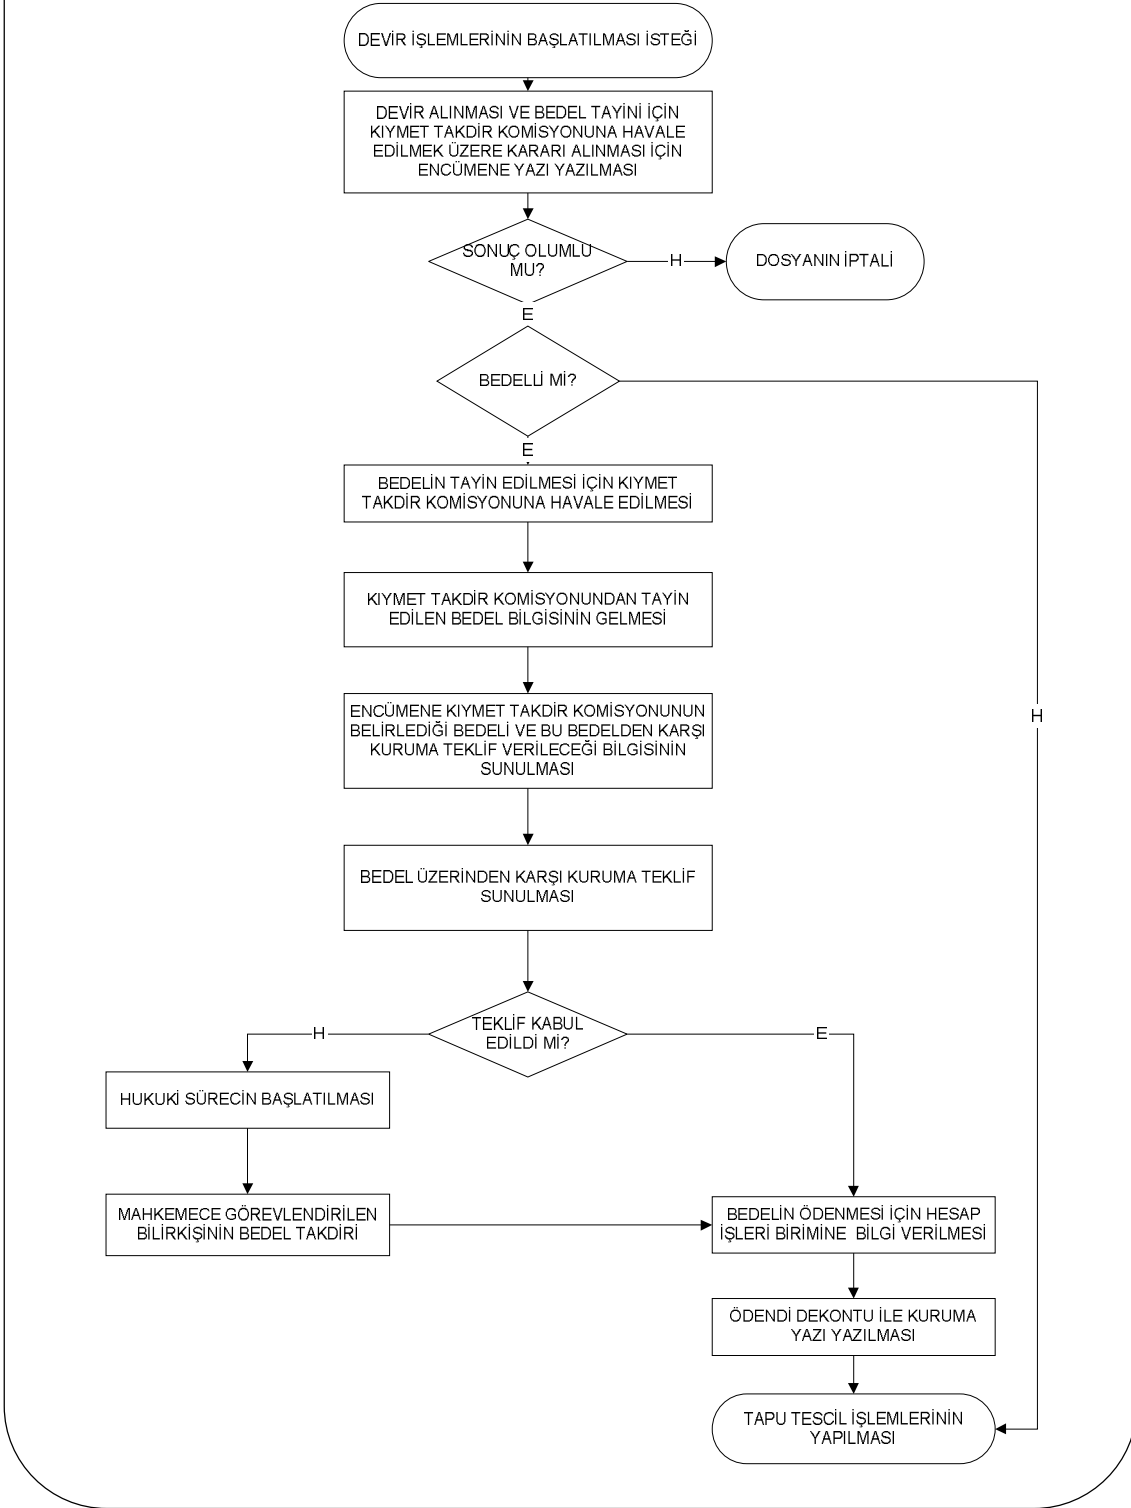 DEVİR İŞLEMLERİNİN BAŞLATILMASI İSTEĞİ
DEVİR ALINMASI VE BEDEL TAYİNİ İÇİN
KIYMET TAKDİR KOMİSYONUNA HAVALE
EDİLMEK ÜZERE KARARI ALINMASI İÇİN
ENCÜMENE YAZI YAZILMASI
SONUÇ OLUMLU
MU?
H
DOSYANIN İPTALİ
E
BEDELLİ Mİ?
E
BEDELİN TAYİN EDİLMESİ İÇİN KIYMET
TAKDİR KOMİSYONUNA HAVALE EDİLMESİ
KIYMET TAKDİR KOMİSYONUNDAN TAYİN
EDİLEN BEDEL BİLGİSİNİN GELMESİ
ENCÜMENE KIYMET TAKDİR KOMİSYONUNUN
BELİRLEDİĞİ BEDELİ VE BU BEDELDEN KARŞI
KURUMA TEKLİF VERİLECEĞİ BİLGİSİNİN
SUNULMASI
H
BEDEL ÜZERİNDEN KARŞI KURUMA TEKLİF
SUNULMASI
TEKLİF KABUL
EDİLDİ Mİ?
H
E
HUKUKİ SÜRECİN BAŞLATILMASI
MAHKEMECE GÖREVLENDİRİLEN
BİLİRKİŞİNİN BEDEL TAKDİRİ
BEDELİN ÖDENMESİ İÇİN HESAP
İŞLERİ BİRİMİNE BİLGİ VERİLMESİ
ÖDENDİ DEKONTU İLE KURUMA
YAZI YAZILMASI
TAPU TESCİL İŞLEMLERİNİN
YAPILMASI